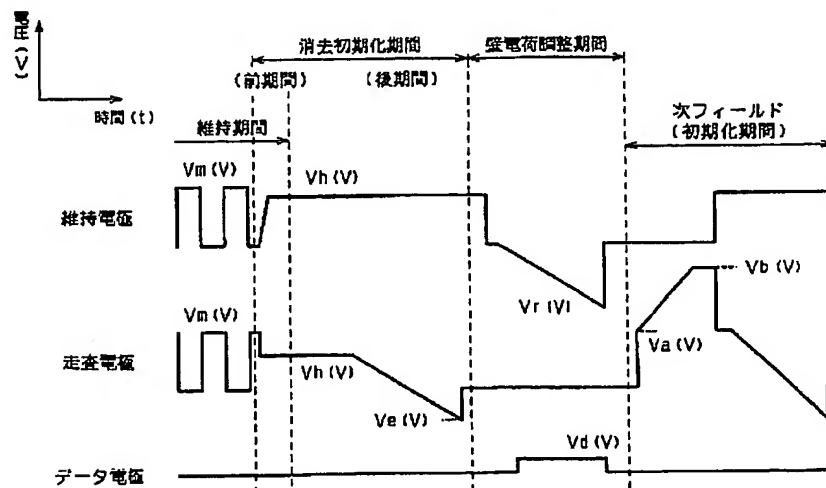 電圧(V)
時間(t)
消去初期化期間
壁電荷調整期間
(前期間)
(後期間)
維持期間
次フィールド
(初期化期間)
維持電極
Vm(V)
Vh(V)
Vr(V)
走査電極
Vm(V)
Vh(V)
Ve(V)
Va(V)
Vb(V)
データ電極
Vd(V)